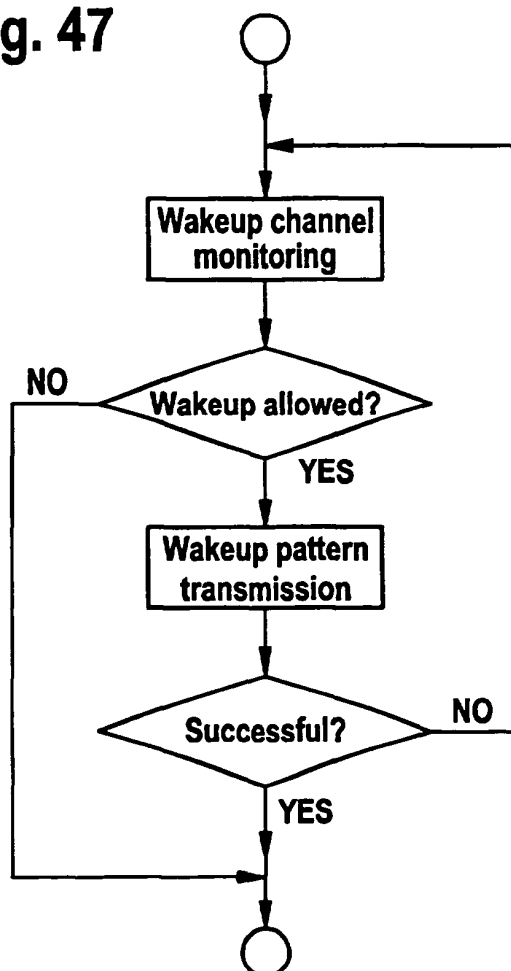 g. 47
Wakeup channel
monitoring
NO
Wakeup allowed?
YES
Wakeup pattern
transmission
Successful?
NO
YES